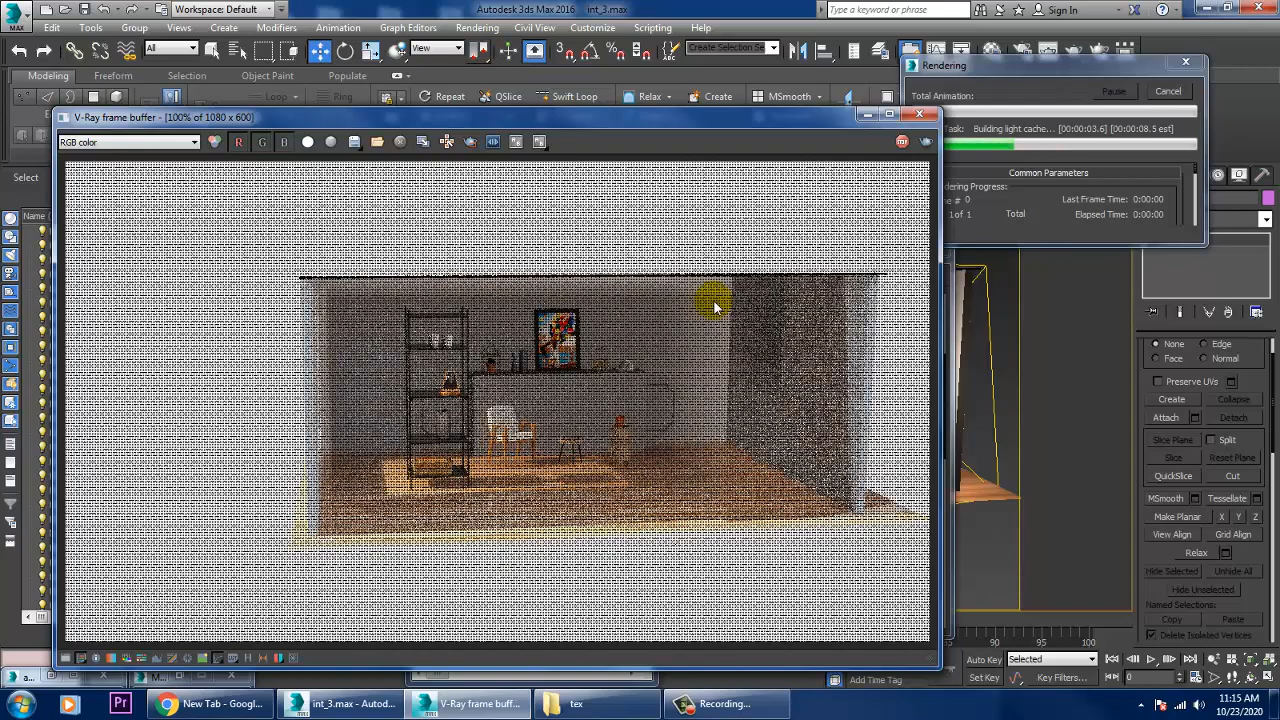 Workspace: Default
Autodesk 3ds Max 2016    int_3.max
Type a keyword or phrase
Sign In
MAX
Edit Tools Group Views Create Modifiers Animation Graph Editors Rendering Civil View Customize Scripting Help
All
View
Create Selection Se
Modeling Freeform Selection Object Paint Populate
Loop Ring Repeat QSlice Swift Loop Relax Create MSmooth
Rendering
Total Animation:
Pause Cancel
Task: Building light cache... [00:00:03.6] [00:00:08.5 est]
Common Parameters
ndering Progress:
0
Last Frame Time: 0:00:00
1of 1 Total
Elapsed Time: 0:00:00
V-Ray frame buffer - [100% of 1080 x 600]
RGB color
R G B
Select
Name
None Edge
Face Normal
Preserve UVs
Create Collapse
Attach Detach
Slice Plane Split
Slice Reset Plane
QuickSlice Cut
MSmooth Tessellate
Make Planar X Y Z
View Align Grid Align
Relax
Hide Selected Unhide All
Hide Unselected
Named Selections:
Copy Paste
Delete Isolated Vertices
90 95 100
Auto Key Selected
Set Key Key Filters...
0
Add Time Tag
New Tab - Googl...
int_3.max - Autod...
V-Ray frame buff...
tex
Recording...
11:15 AM
10/23/2020